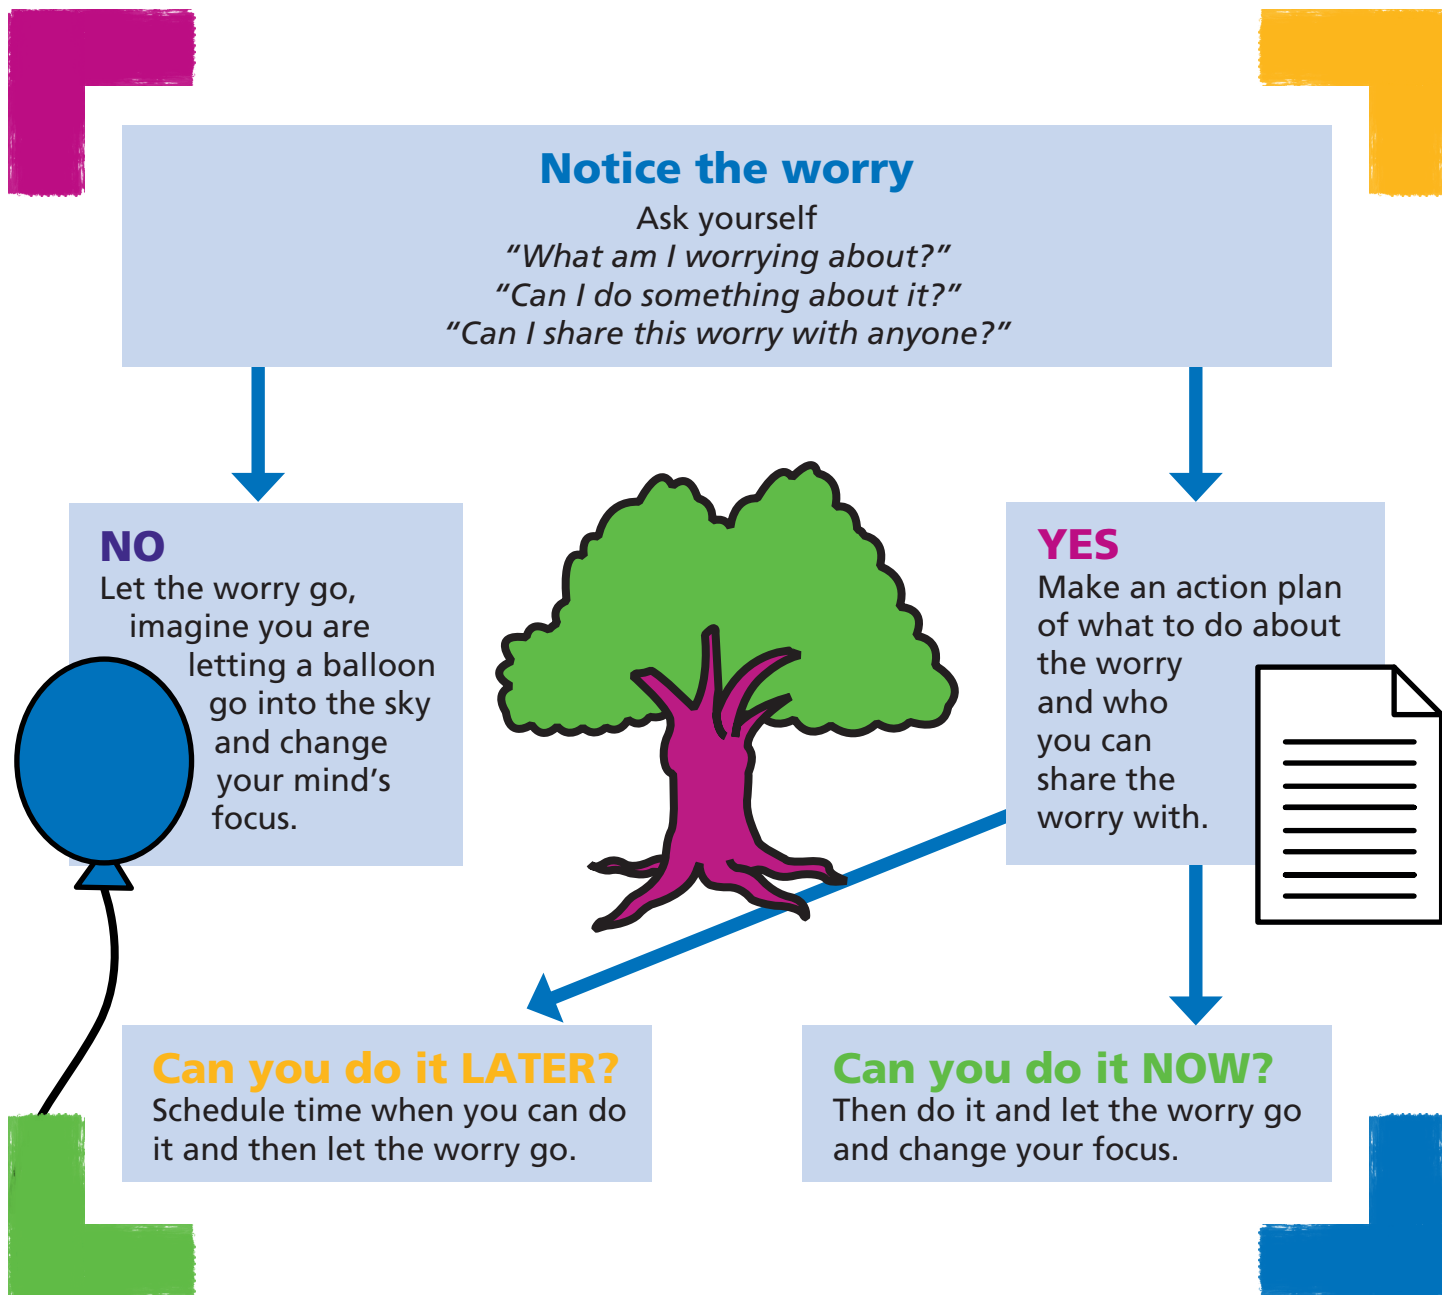 Notice the worry
Ask yourself
“What am I worrying about?”
“Can I do something about it?”
“Can I share this worry with anyone?”
NO
Let the worry go,
imagine you are
letting a balloon
go into the sky
and change
your mind’s
focus.
YES
Make an action plan
of what to do about
the worry
and who
you can
share the
worry with.
Can you do it LATER?
Schedule time when you can do
it and then let the worry go.
Can you do it NOW?
Then do it and let the worry go
and change your focus.